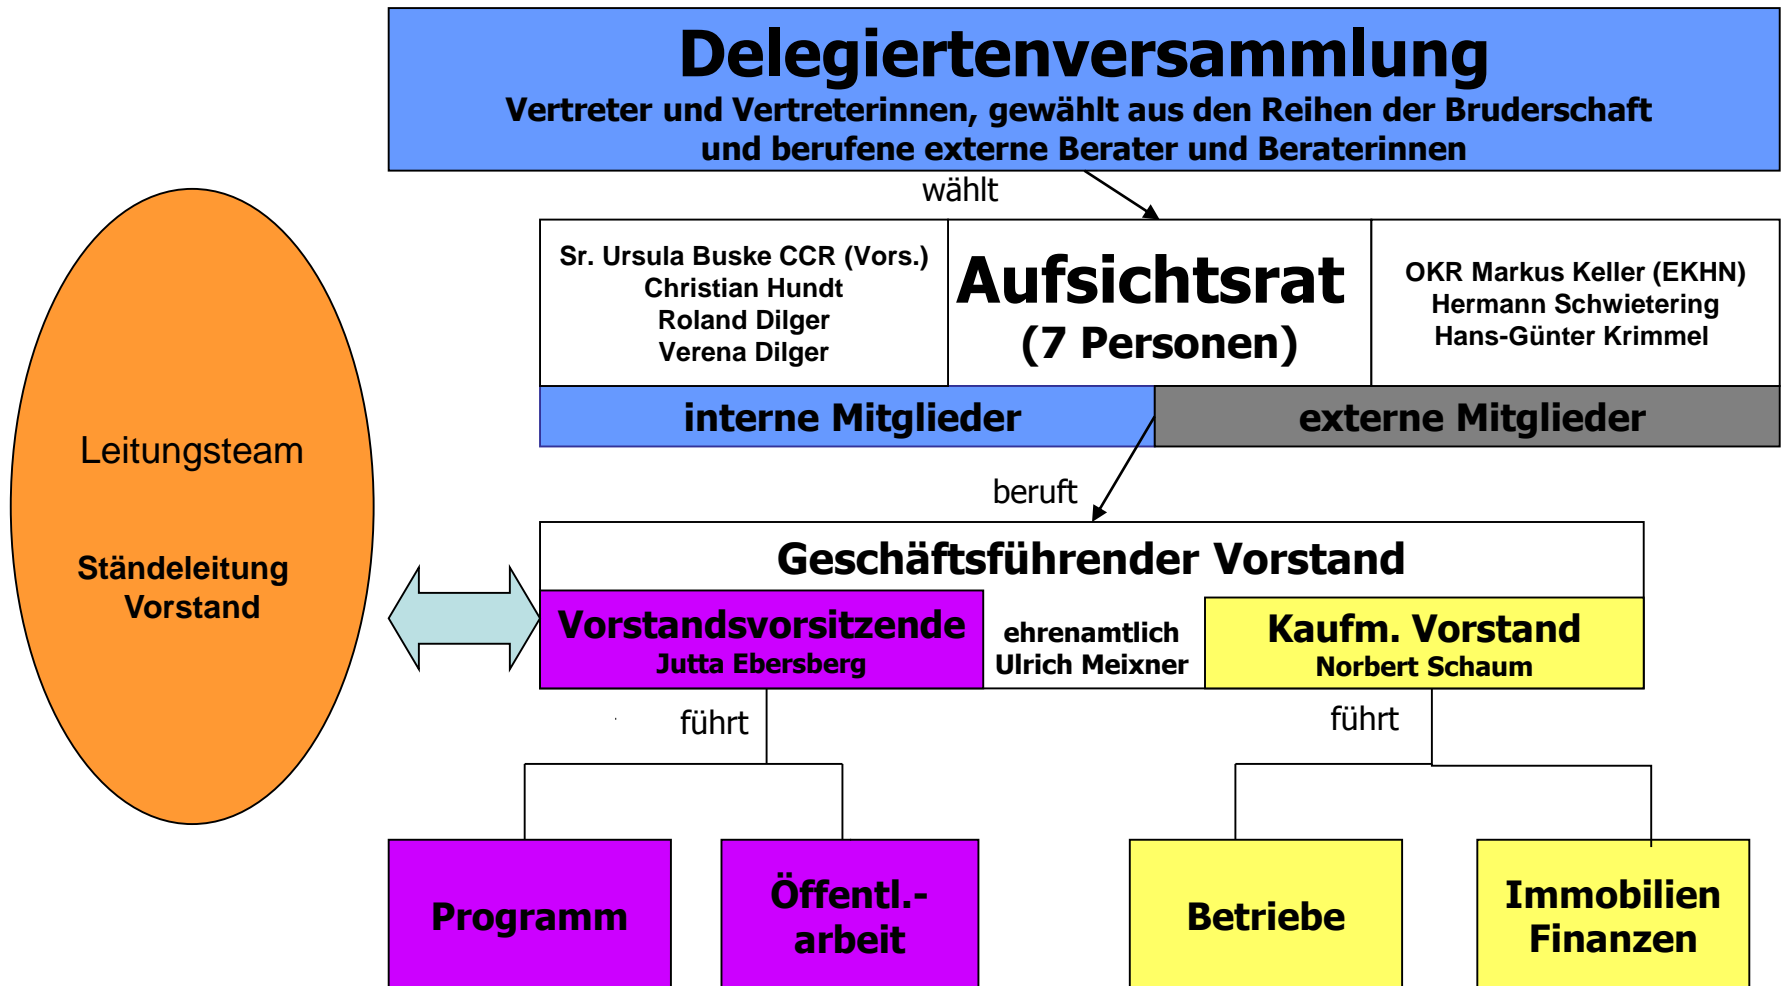 Delegiertenversammlung
Vertreter und Vertreterinnen, gewählt aus den Reihen der Bruderschaft
und berufene externe Berater und Beraterinnen
wählt
Sr. Ursula Buske CCR (Vors.)
Christian Hundt
Roland Dilger
Verena Dilger
Aufsichtsrat
(7 Personen)
OKR Markus Keller (EKHN)
Hermann Schwietering
Hans-Günter Krimmel
interne Mitglieder
externe Mitglieder
Leitungsteam
Ständeleitung
Vorstand
beruft
Geschäftsführender Vorstand
Vorstandsvorsitzende
Jutta Ebersberg
ehrenamtlich
Ulrich Meixner
Kaufm. Vorstand
Norbert Schaum
führt
führt
Programm
Öffentl.-
arbeit
Betriebe
Immobilien
Finanzen